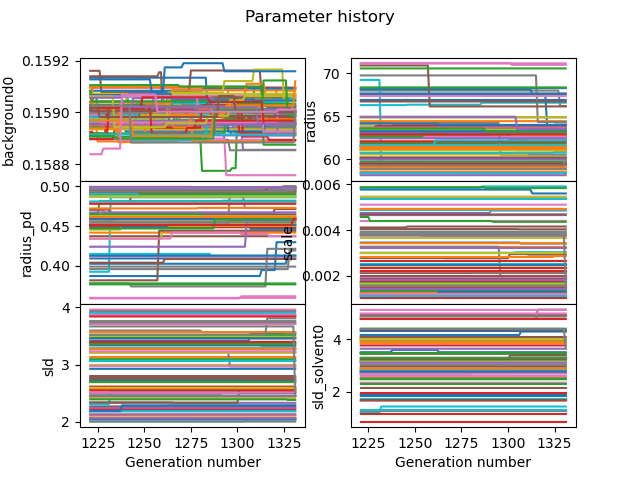 Parameter history
background0
0.1592
0.1590
0.1588
radius
70
65
60
radius_pd
0.50
0.45
0.40
scale
0.006
0.004
0.002
sld
4
3
2
1225 1250 1275 1300 1325
Generation number
sld_solvent0
4
2
1225 1250 1275 1300 1325
Generation number